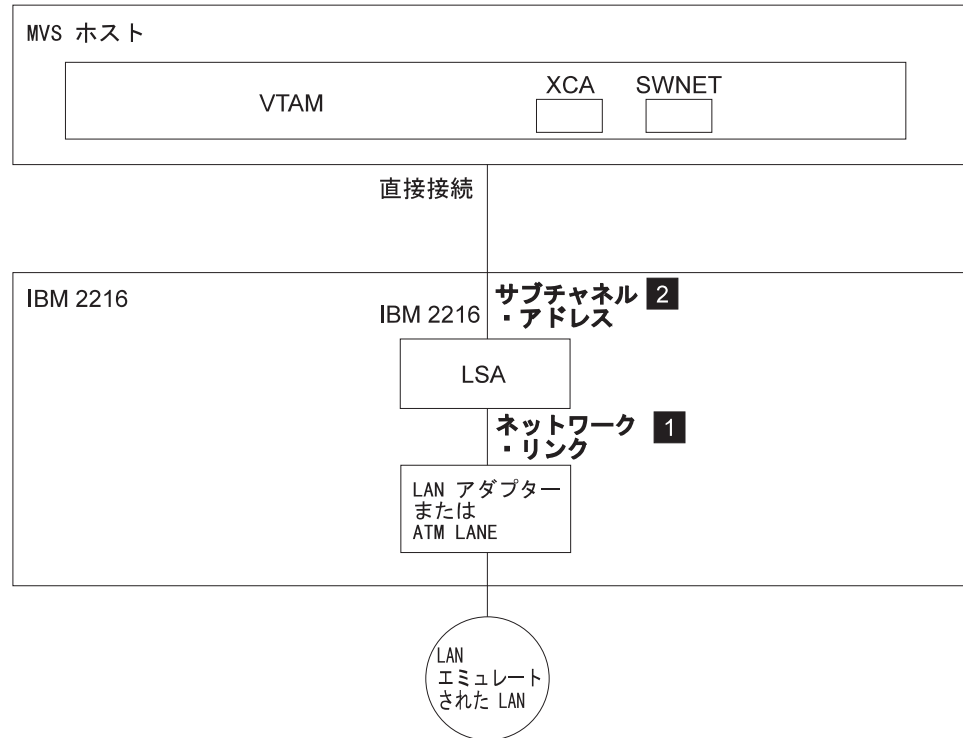 MVS ホスト
XCA
SWNET
VTAM
直接接続
IBM 2216
IBM 2216
サブチャネル 2
・アドレス
LSA
ネットワーク 1
・リンク
LAN アダプター
または
ATM LANE
LAN
エミュレート
された LAN